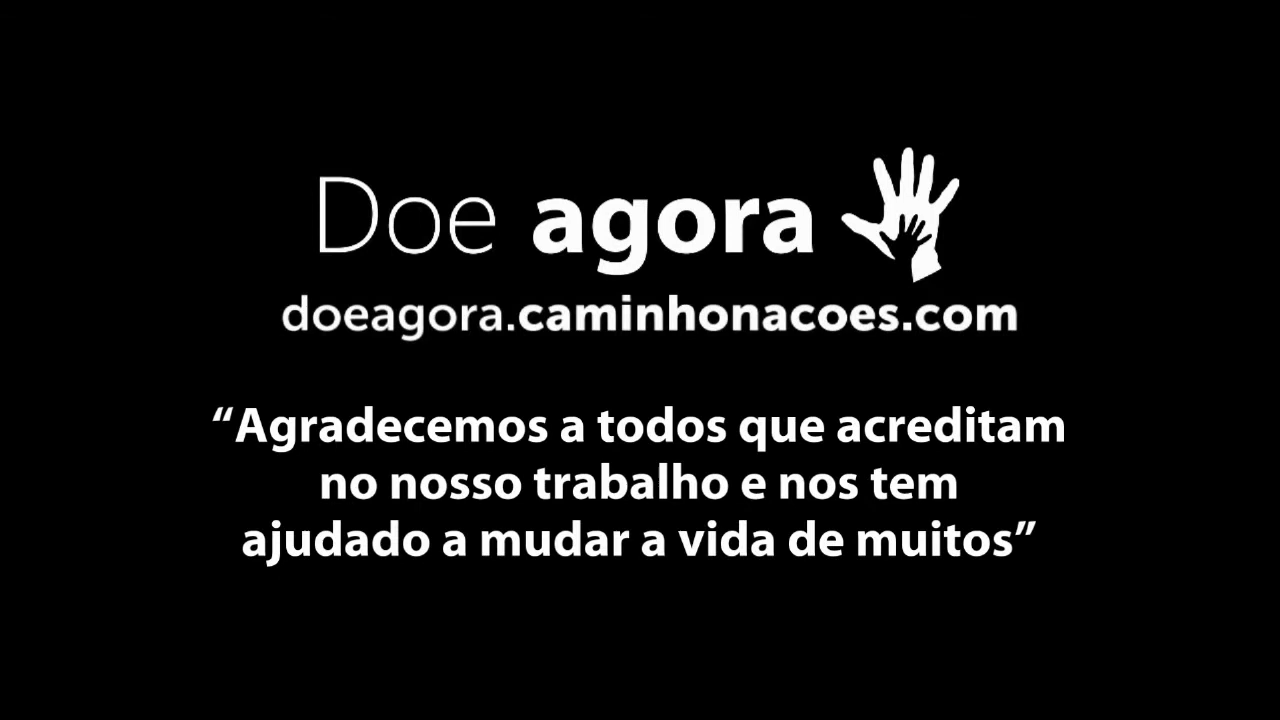 Doe agora
doeagora.caminhonacoes.com
“Agradecemos a todos que acreditam
no nosso trabalho e nos tem
ajudado a mudar a vida de muitos”